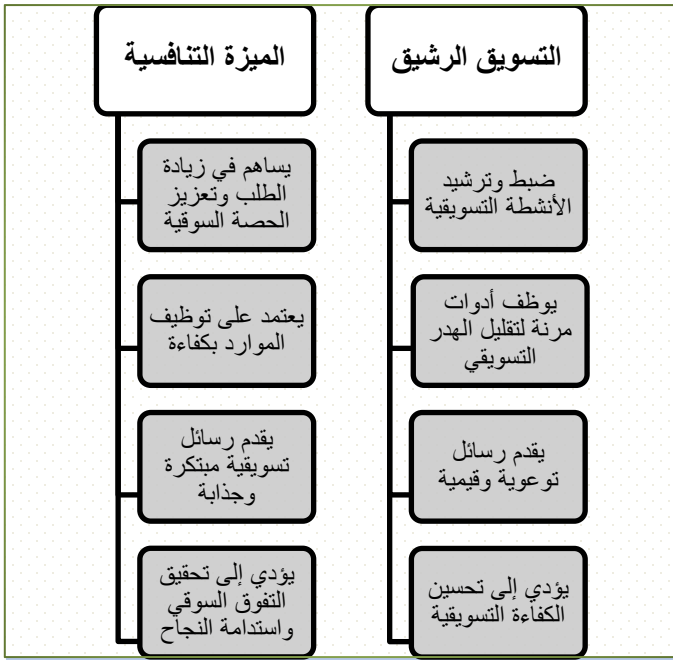 التسويق الرشيق
ضبط وترشيد
الأنشطة التسويقية
يوظف أدوات
مرنة لتقليل الهدر
التسويقي
يقدم رسائل
توعوية وقيمية
يؤدي إلى تحسين
الكفاءة التسويقية
الميزة التنافسية
يساهم في زيادة
الطلب وتعزيز
الحصة السوقية
يعتمد على توظيف
الموارد بكفاءة
يقدم رسائل
تسويقية مبتكرة
وجذابة
يؤدي إلى تحقيق
التفوق السوقي
واستدامة النجاح